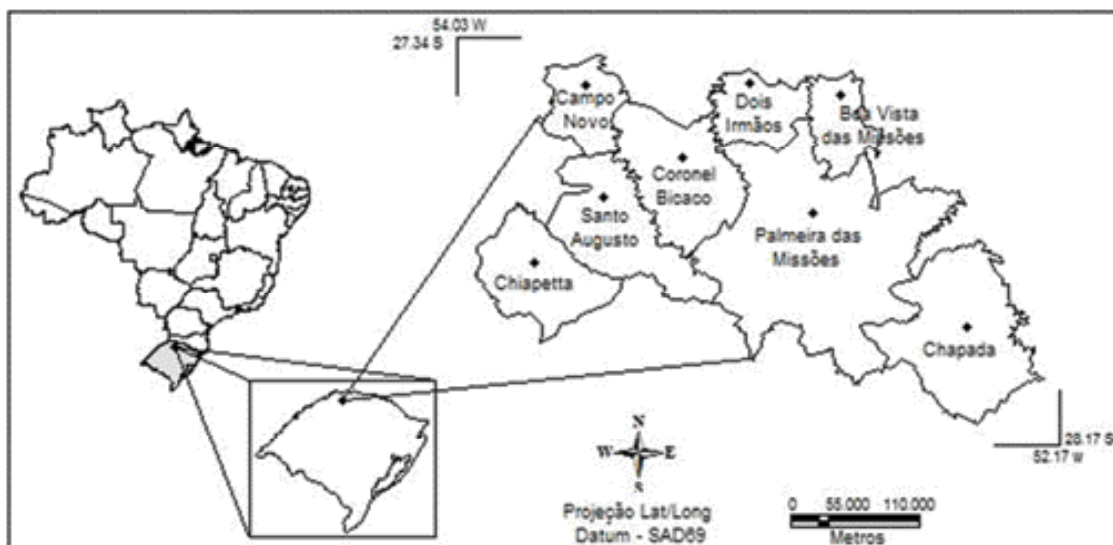 54.03 W
27.34 S
Campo
Novo
Dois
Irmãos
Boa Vista
das Missões
Coronel
Bicaco
Santo
Augusto
Palmeira das
Missões
Chiapetta
Chapada
28.17 S
52.17 W
N
W E
S
Projeção Lat/Long
Datum - SAD69
0 55.000 110.000
Metros